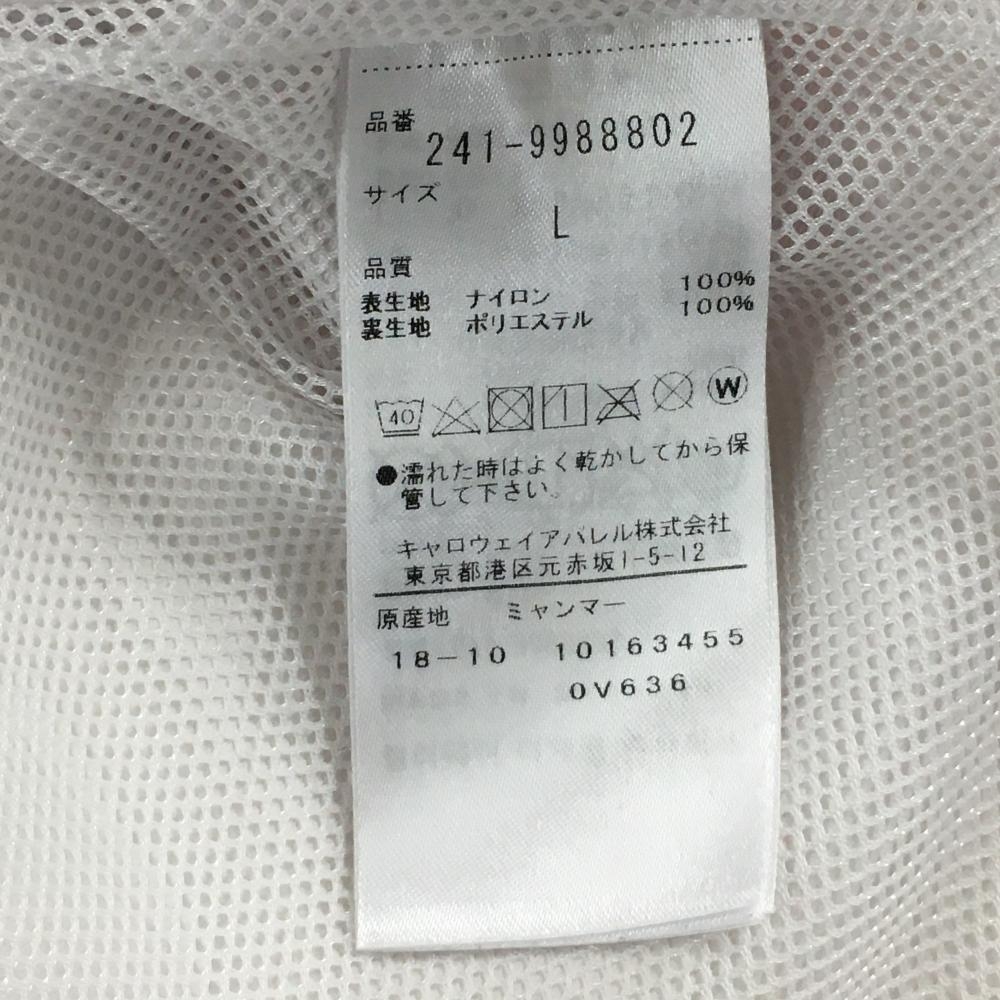 品番
241-9988802
サイズ
L
品質
表生地 ナイロン 100%
裏生地 ポリエステル 100%
40 W
●濡れた時はよく乾かしてから保
管して下さい。
キャロウェイアパレル株式会社
東京都港区元赤坂1-5-12
原産地 ミャンマー
18-10 10163455
0V636